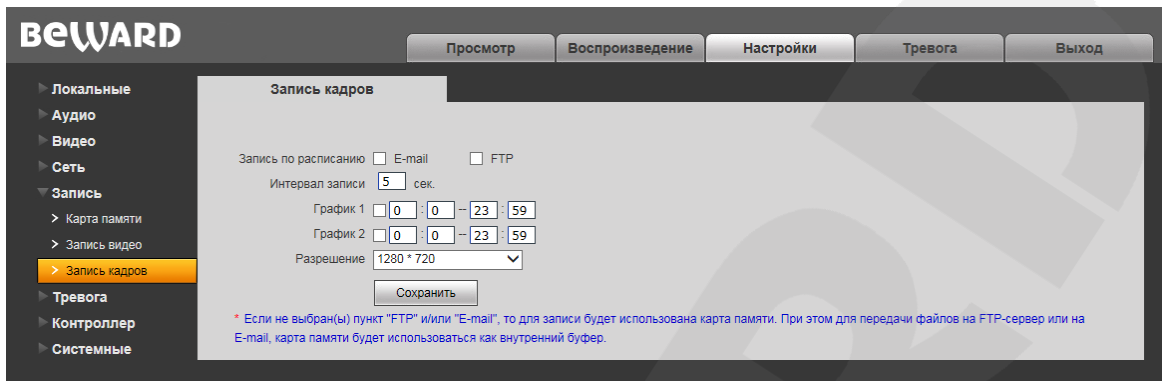 BEWARD
Просмотр Воспроизведение Настройки Тревога Выход
Локальные
Аудио
Видео
Сеть
Запись
> Карта памяти
> Запись видео
> Запись кадров
Тревога
Контроллер
Системные
Запись кадров
Запись по расписанию E-mail FTP
Интервал записи 5 сек.
График 1 0 : 0 -- 23 : 59
График 2 0 : 0 -- 23 : 59
Разрешение 1280 * 720
Сохранить
* Если не выбран(ы) пункт "FTP" и/или "E-mail", то для записи будет использована карта памяти. При этом для передачи файлов на FTP-сервер или на
E-mail, карта памяти будет использоваться как внутренний буфер.